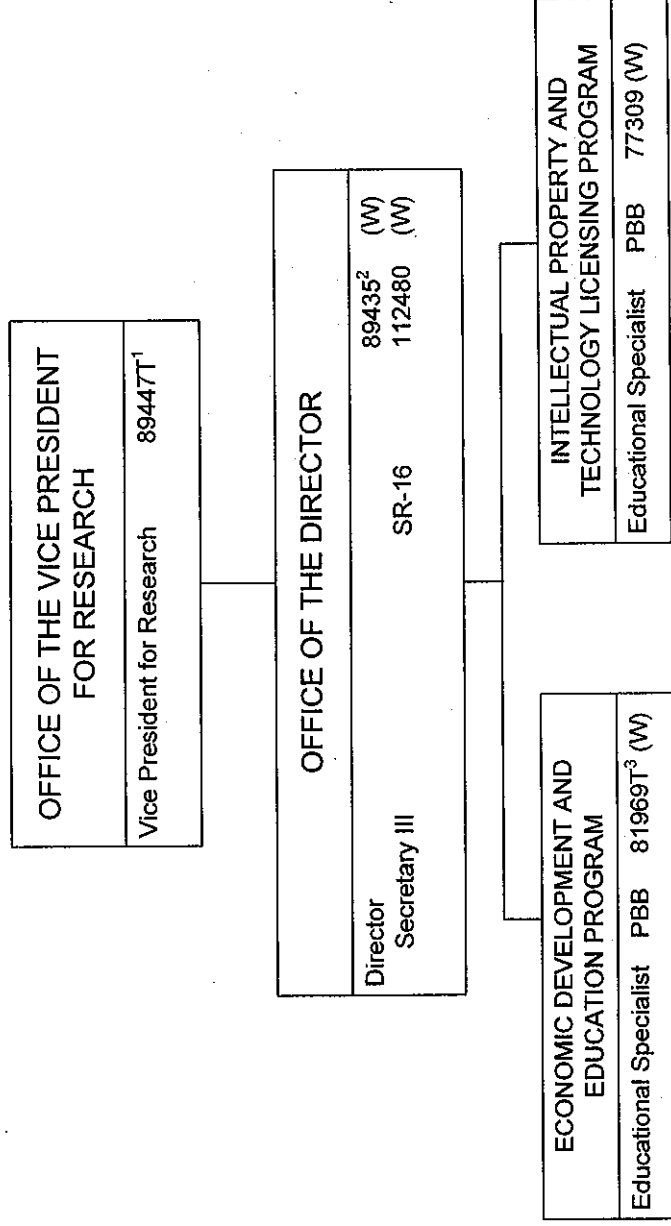 OFFICE OF THE VICE PRESIDENT
FOR RESEARCH
Vice President for Research 89447T¹
OFFICE OF THE DIRECTOR
Director 89435² (W)
Secretary III SR-16 112480 (W)
ECONOMIC DEVELOPMENT AND
EDUCATION PROGRAM
Educational Specialist PBB 81969T³ (W)
INTELLECTUAL PROPERTY AND
TECHNOLOGY LICENSING PROGRAM
Educational Specialist PBB 77309 (W)